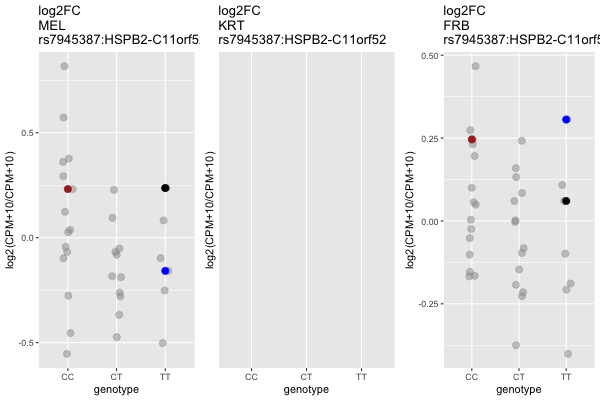 log2FC
MEL
rs7945387:HSPB2-C11orf5
log2(CPM+10/CPM+10)
0.5
0.0
-0.5
CC CT TT
genotype
log2FC
KRT
rs7945387:HSPB2-C11orf52
log2(CPM+10/CPM+10)
CC CT TT
genotype
log2FC
FRB
rs7945387:HSPB2-C11orf5
log2(CPM+10/CPM+10)
0.50
0.25
0.00
-0.25
CC CT TT
genotype